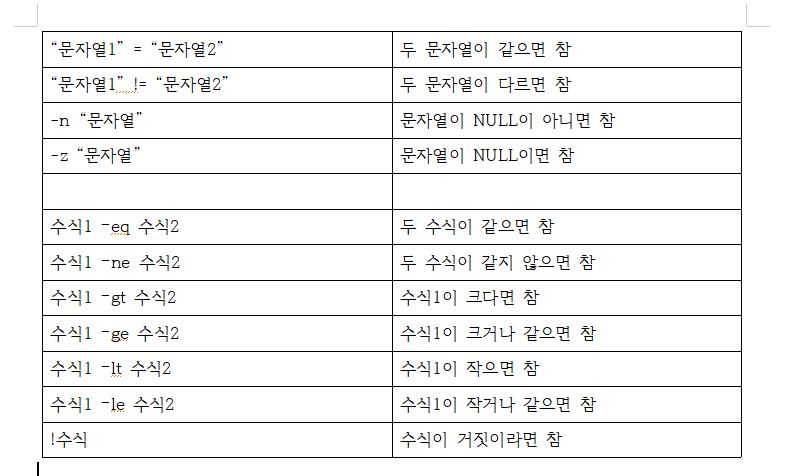 “문자열1” = “문자열2” 두 문자열이 같으면 참
“문자열1” != “문자열2” 두 문자열이 다르면 참
-n “문자열” 문자열이 NULL이 아니면 참
-z “문자열” 문자열이 NULL이면 참
수식1 -eq 수식2 두 수식이 같으면 참
수식1 -ne 수식2 두 수식이 같지 않으면 참
수식1 -gt 수식2 수식1이 크다면 참
수식1 -ge 수식2 수식1이 크거나 같으면 참
수식1 -lt 수식2 수식1이 작으면 참
수식1 -le 수식2 수식1이 작거나 같으면 참
!수식 수식이 거짓이라면 참